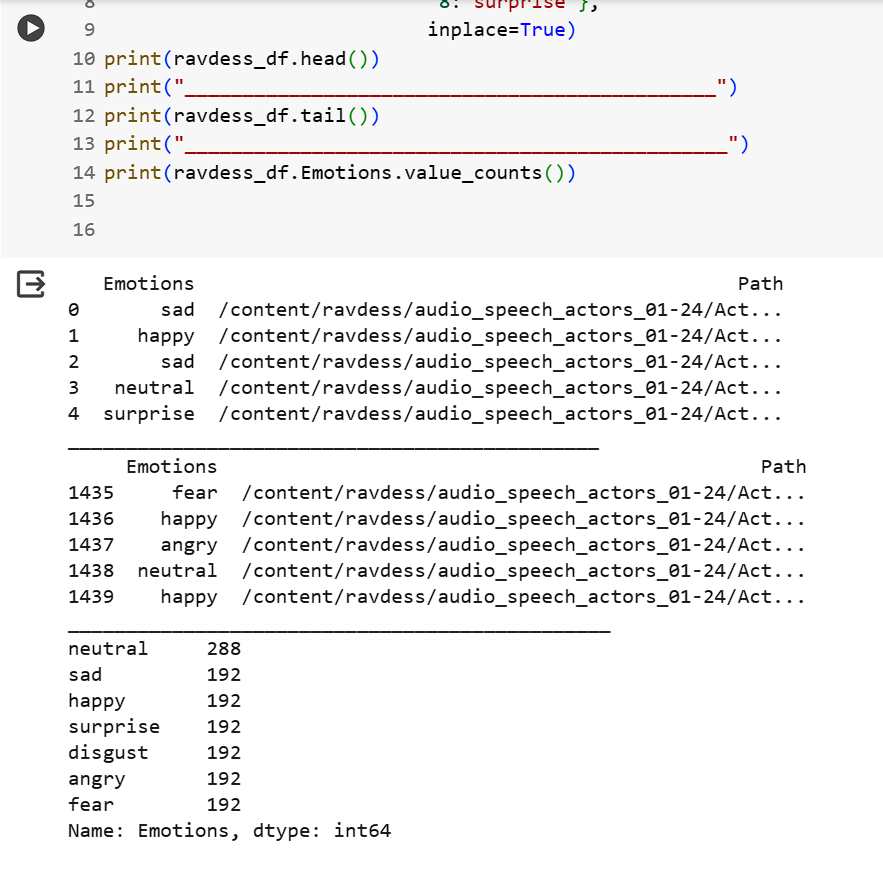 8: "surprise" },
9 inplace=True)
10 print(ravdess_df.head())
11 print("______________________________________________")
12 print(ravdess_df.tail())
13 print("_______________________________________________")
14 print(ravdess_df.Emotions.value_counts())
15
16
Emotions Path
0 sad /content/ravdess/audio_speech_actors_01-24/Act...
1 happy /content/ravdess/audio_speech_actors_01-24/Act...
2 sad /content/ravdess/audio_speech_actors_01-24/Act...
3 neutral /content/ravdess/audio_speech_actors_01-24/Act...
4 surprise /content/ravdess/audio_speech_actors_01-24/Act...
______________________________________________
Emotions Path
1435 fear /content/ravdess/audio_speech_actors_01-24/Act...
1436 happy /content/ravdess/audio_speech_actors_01-24/Act...
1437 angry /content/ravdess/audio_speech_actors_01-24/Act...
1438 neutral /content/ravdess/audio_speech_actors_01-24/Act...
1439 happy /content/ravdess/audio_speech_actors_01-24/Act...
_______________________________________________
neutral 288
sad 192
happy 192
surprise 192
disgust 192
angry 192
fear 192
Name: Emotions, dtype: int64